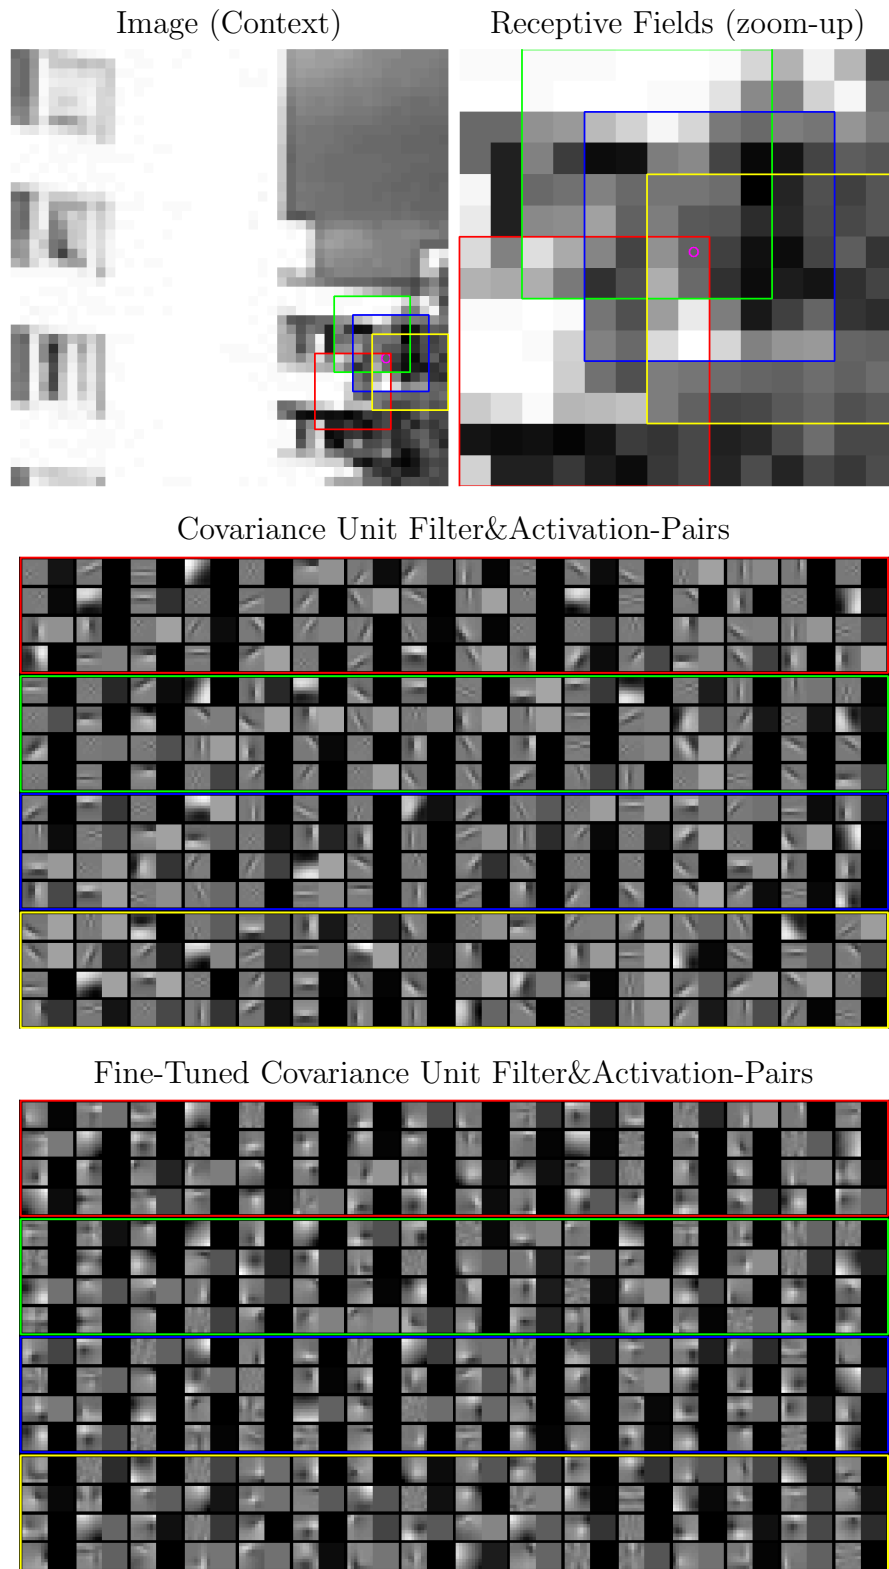 Image (Context)
Receptive Fields (zoom-up)
Covariance Unit Filter&Activation-Pairs
Fine-Tuned Covariance Unit Filter&Activation-Pairs